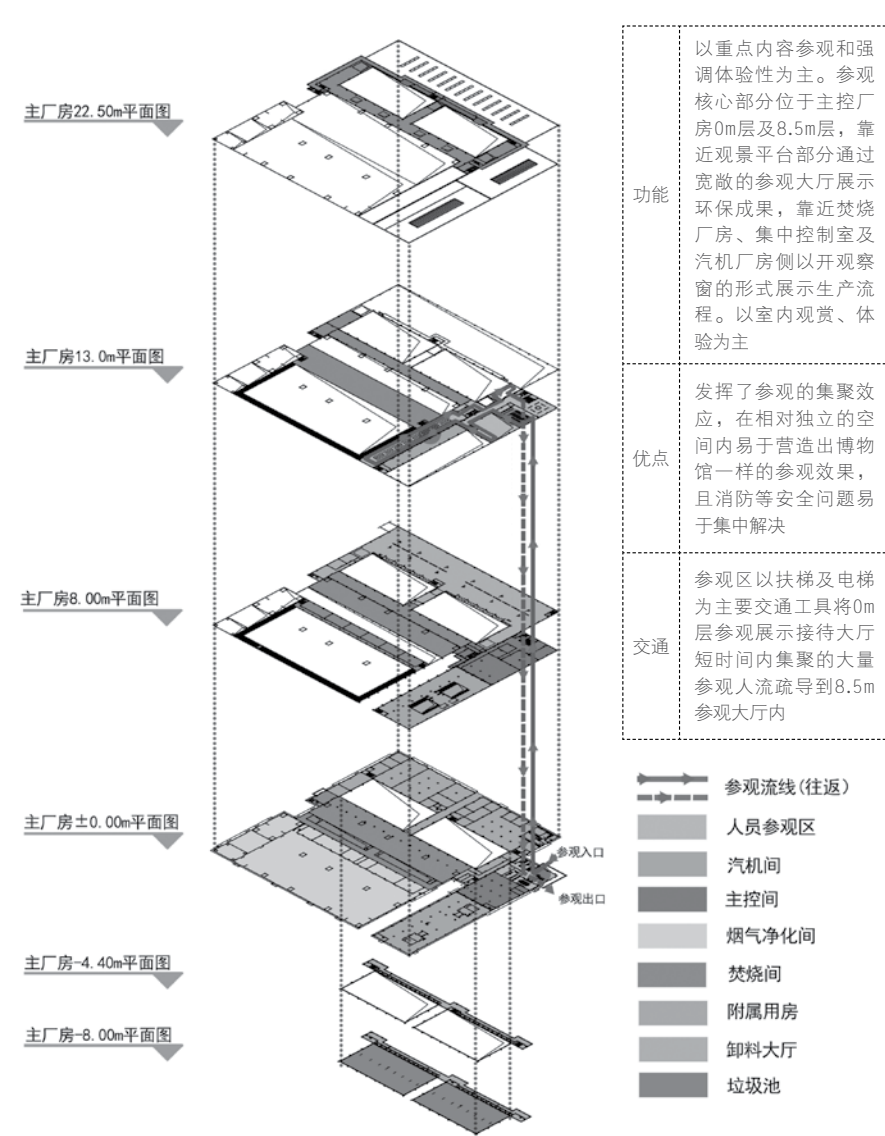 主厂房22.50m平面图
主厂房13.0m平面图
主厂房8.00m平面图
主厂房±0.00m平面图
参观入口
参观出口
主厂房-4.40m平面图
主厂房-8.00m平面图
功能
以重点内容参观和强
调体验性为主。参观
核心部分位于主控厂
房0m层及8.5m层，靠
近观景平台部分通过
宽敞的参观大厅展示
环保成果，靠近焚烧
厂房、集中控制室及
汽机厂房侧以开观察
窗的形式展示生产流
程。以室内观赏、体
验为主
优点
发挥了参观的集聚效
应，在相对独立的空
间内易于营造出博物
馆一样的参观效果，
且消防等安全问题易
于集中解决
交通
参观区以扶梯及电梯
为主要交通工具将0m
层参观展示接待大厅
短时间内集聚的大量
参观人流疏导到8.5m
参观大厅内
参观流线(往返)
人员参观区
汽机间
主控间
烟气净化间
焚烧间
附属用房
卸料大厅
垃圾池